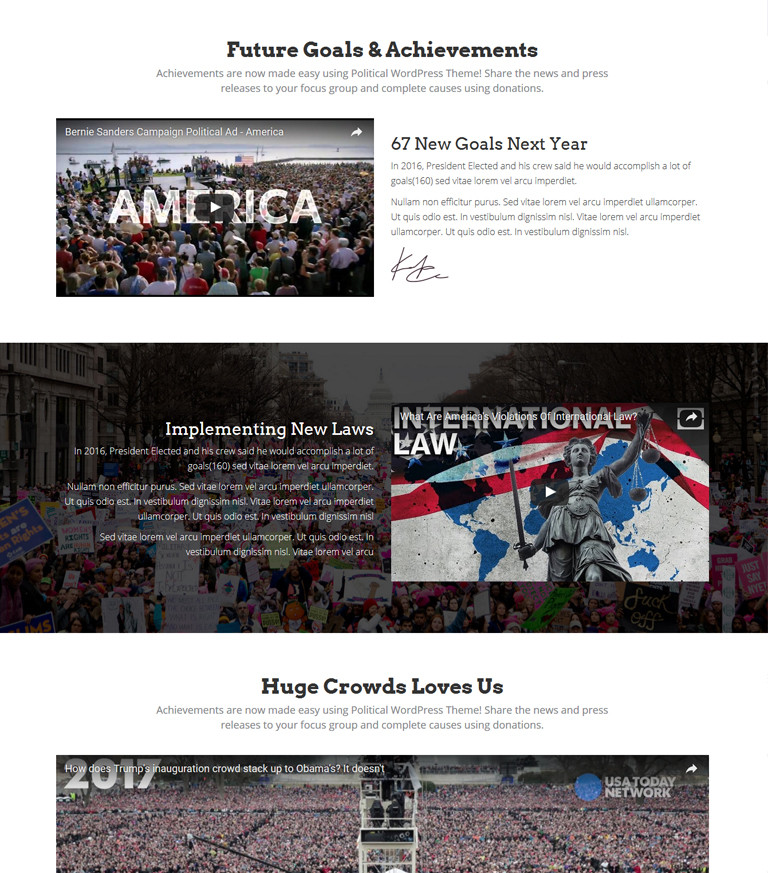 Future Goals & Achievements
Achievements are now made easy using Political WordPress Theme! Share the news and press
releases to your focus group and complete causes using donations.
Bernie Sanders Campaign Political Ad - America
AMERICA
67 New Goals Next Year
In 2016, President Elected and his crew said he would accomplish a lot of
goals(160) sed vitae lorem vel arcu imperdiet.
Nullam non efficitur purus. Sed vitae lorem vel arcu imperdiet ullamcorper.
Ut quis odio est. In vestibulum dignissim nisl. Vitae lorem vel arcu imperdiet
ullamcorper. Ut quis odio est. In vestibulum dignissim nisl.
Implementing New Laws
In 2016, President Elected and his crew said he would accomplish a lot of
goals(160) sed vitae lorem vel arcu imperdiet.
Nullam non efficitur purus. Sed vitae lorem vel arcu imperdiet ullamcorper.
Ut quis odio est. In vestibulum dignissim nisl. Vitae lorem vel arcu imperdiet
ullamcorper. Ut quis odio est. In vestibulum dignissim nisl.
Sed vitae lorem vel arcu imperdiet ullamcorper. Ut quis odio est. In
vestibulum dignissim nisl. Vitae lorem vel arcu
What Are America's Violations Of International Law?
INTERNATIONAL
LAW
fuck
off
Huge Crowds Loves Us
Achievements are now made easy using Political WordPress Theme! Share the news and press
releases to your focus group and complete causes using donations.
How does Trump's inauguration crowd stack up to Obama's? It doesn't
2017
USA TODAY
NETWORK